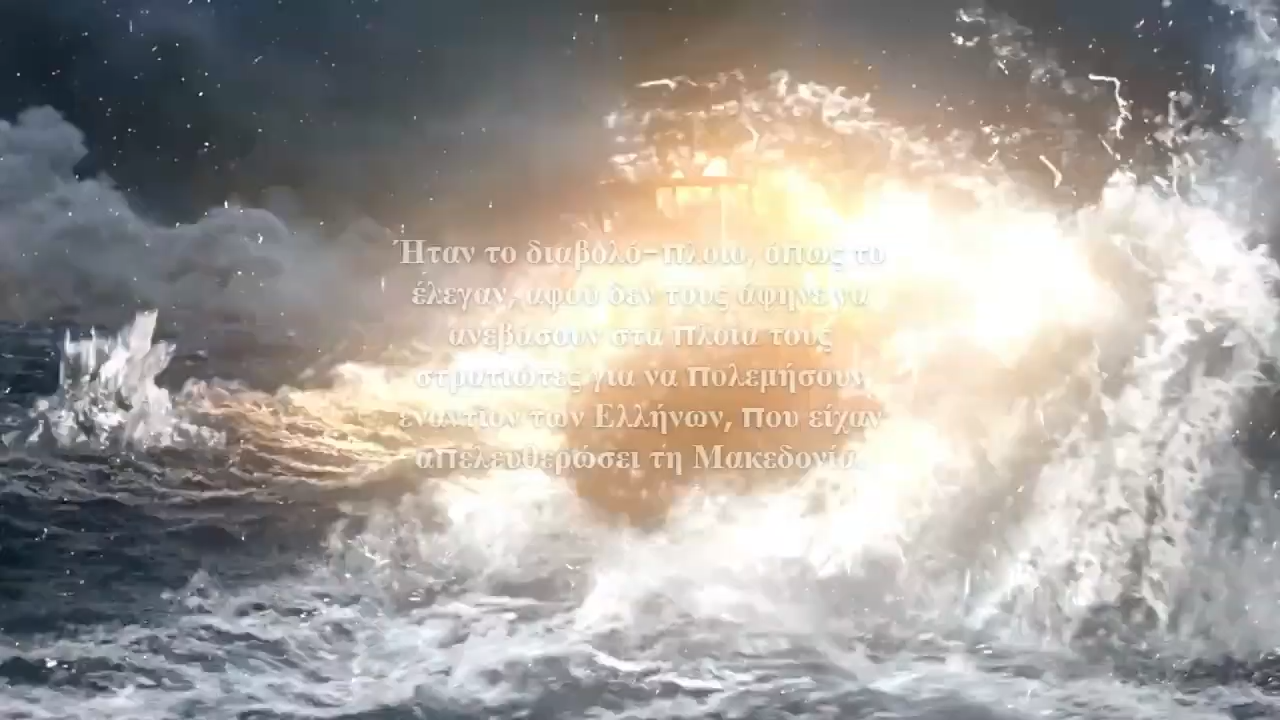 Ήταν το διαβολό-πλοιο, όπως το
έλεγαν, αφού δεν τους άφηνε να
ανεβάσουν στα πλοια τους
στρατιώτες για να πολεμήσουν
εναντίον των Ελλήνων, που είχαν
απελευθερώσει τη Μακεδονία.